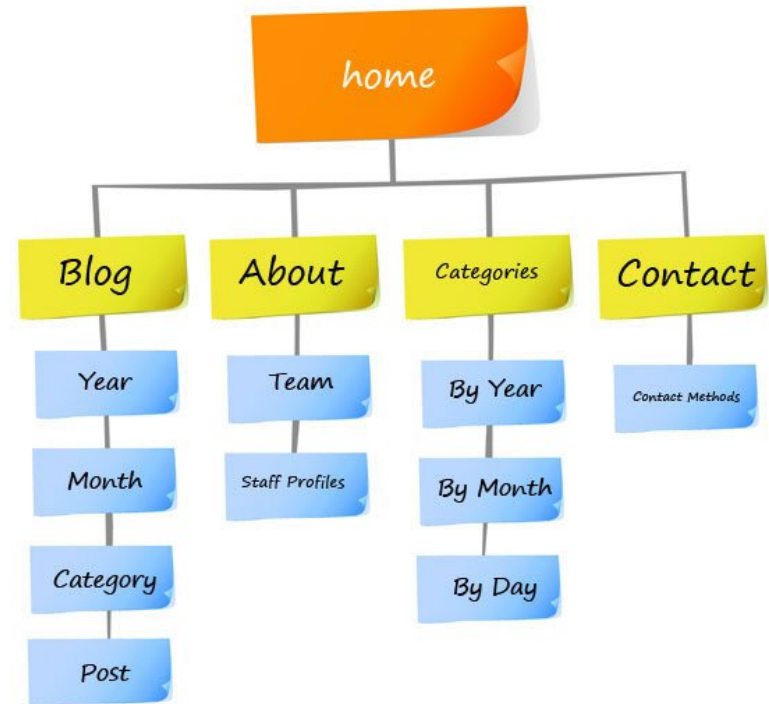 home
Blog
About
Categories
Contact
Year
Team
By Year
Contact Methods
Month
Staff Profiles
By Month
Category
By Day
Post